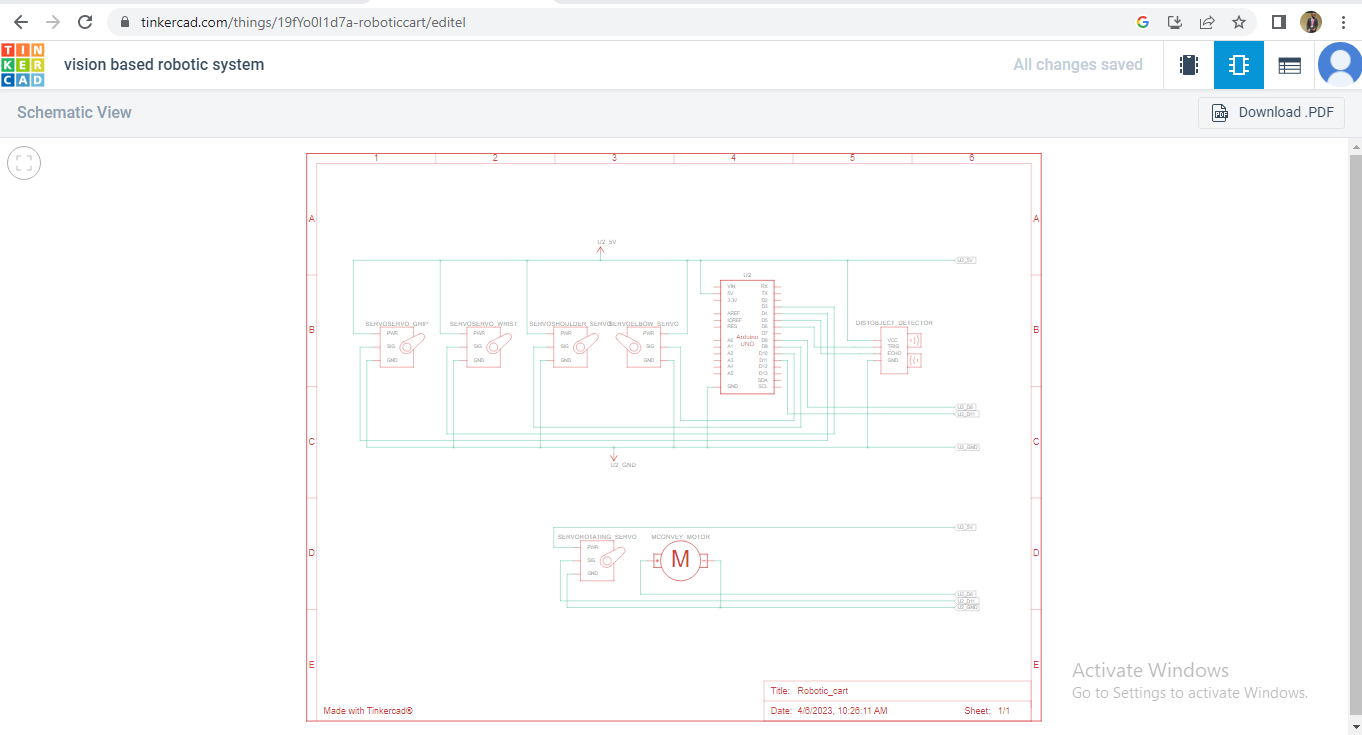 tinkercad.com/things/19fYo0I1d7a-roboticcart/editel
TIN
KER
CAD
vision based robotic system
All changes saved
Schematic View
PDF
Download .PDF
1 2 3 4 5 6
A A
U2_5V
U2_5V
U2
VIN RX
5V TX
3.3V D2
D3
AREF D4
IOREF D5
RES D6
D7
A0 D8
A1 D9
A2 D10
A3 D11
A4 D12
A5 D13
SDA
GND SCL
Arduino
UNO
B B
SERVOSERVO_GRIP SERVOSERVO_WRIST SERVOSHOULDER_SERVO SERVOELBOW_SERVO DISTOBJECT_DETECTOR
PWR PWR PWR PWR
SIG SIG SIG SIG
GND GND GND GND
VCC
TRIG
ECHO
GND
U2_D8
U2_D11
C C
U2_GND
U2_GND
U2_5V
SERVOROTATING_SERVO MCONVEY_MOTOR
PWR
SIG
GND
+ M -
D D
U2_D8
U2_D11
U2_GND
E E
Title: Robotic_cart
Made with Tinkercad® Date: 4/6/2023, 10:26:11 AM Sheet: 1/1
Activate Windows
Go to Settings to activate Windows.